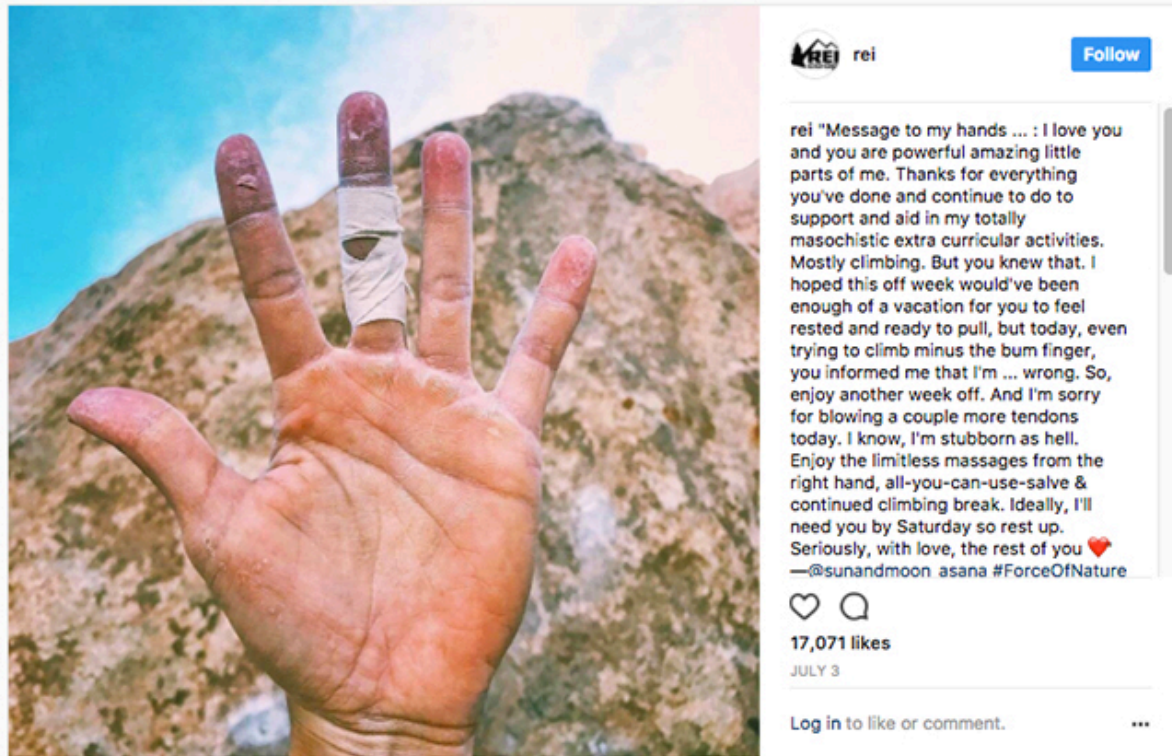 REI
rei
Follow
rei "Message to my hands ... : I love you
and you are powerful amazing little
parts of me. Thanks for everything
you've done and continue to do to
support and aid in my totally
masochistic extra curricular activities.
Mostly climbing. But you knew that. I
hoped this off week would've been
enough of a vacation for you to feel
rested and ready to pull, but today, even
trying to climb minus the bum finger,
you informed me that I'm ... wrong. So,
enjoy another week off. And I'm sorry
for blowing a couple more tendons
today. I know, I'm stubborn as hell.
Enjoy the limitless massages from the
right hand, all-you-can-use-salve &
continued climbing break. Ideally, I'll
need you by Saturday so rest up.
Seriously, with love, the rest of you ❤️
—@sunandmoon_asana #ForceOfNature
17,071 likes
JULY 3
Log in to like or comment.